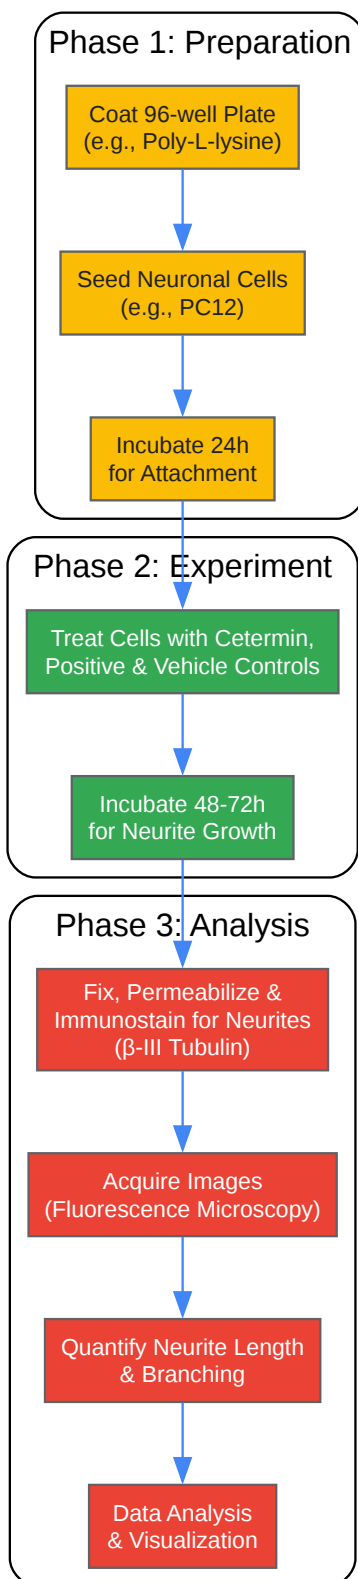 Phase 1: Preparation
Coat 96-well Plate
(e.g., Poly-L-lysine)
Seed Neuronal Cells
(e.g., PC12)
Incubate 24h
for Attachment
Phase 2: Experiment
Treat Cells with Cetermin,
Positive & Vehicle Controls
Incubate 48-72h
for Neurite Growth
Phase 3: Analysis
Fix, Permeabilize &
Immunostain for Neurites
(β-III Tubulin)
Acquire Images
(Fluorescence Microscopy)
Quantify Neurite Length
& Branching
Data Analysis
& Visualization